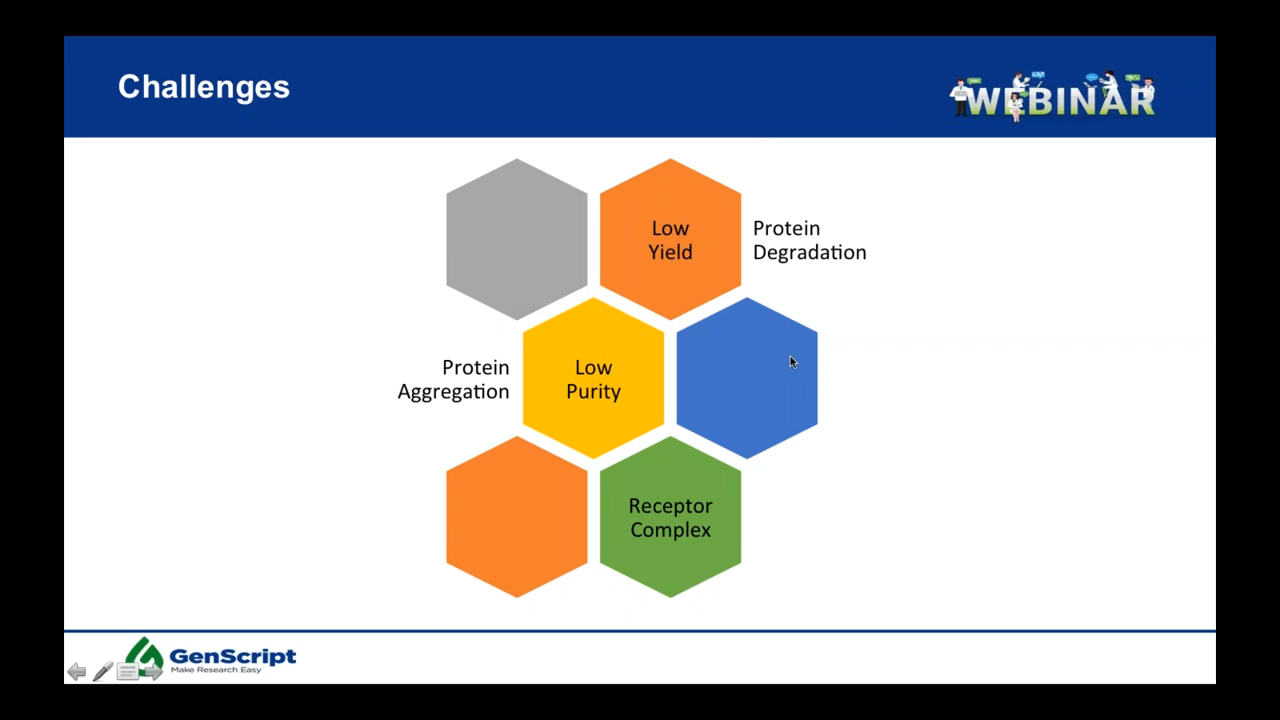 Challenges
WEBINAR
Low
Yield
Protein
Degradation
Protein
Aggregation
Low
Purity
Receptor
Complex
GenScript
Make Research Easy